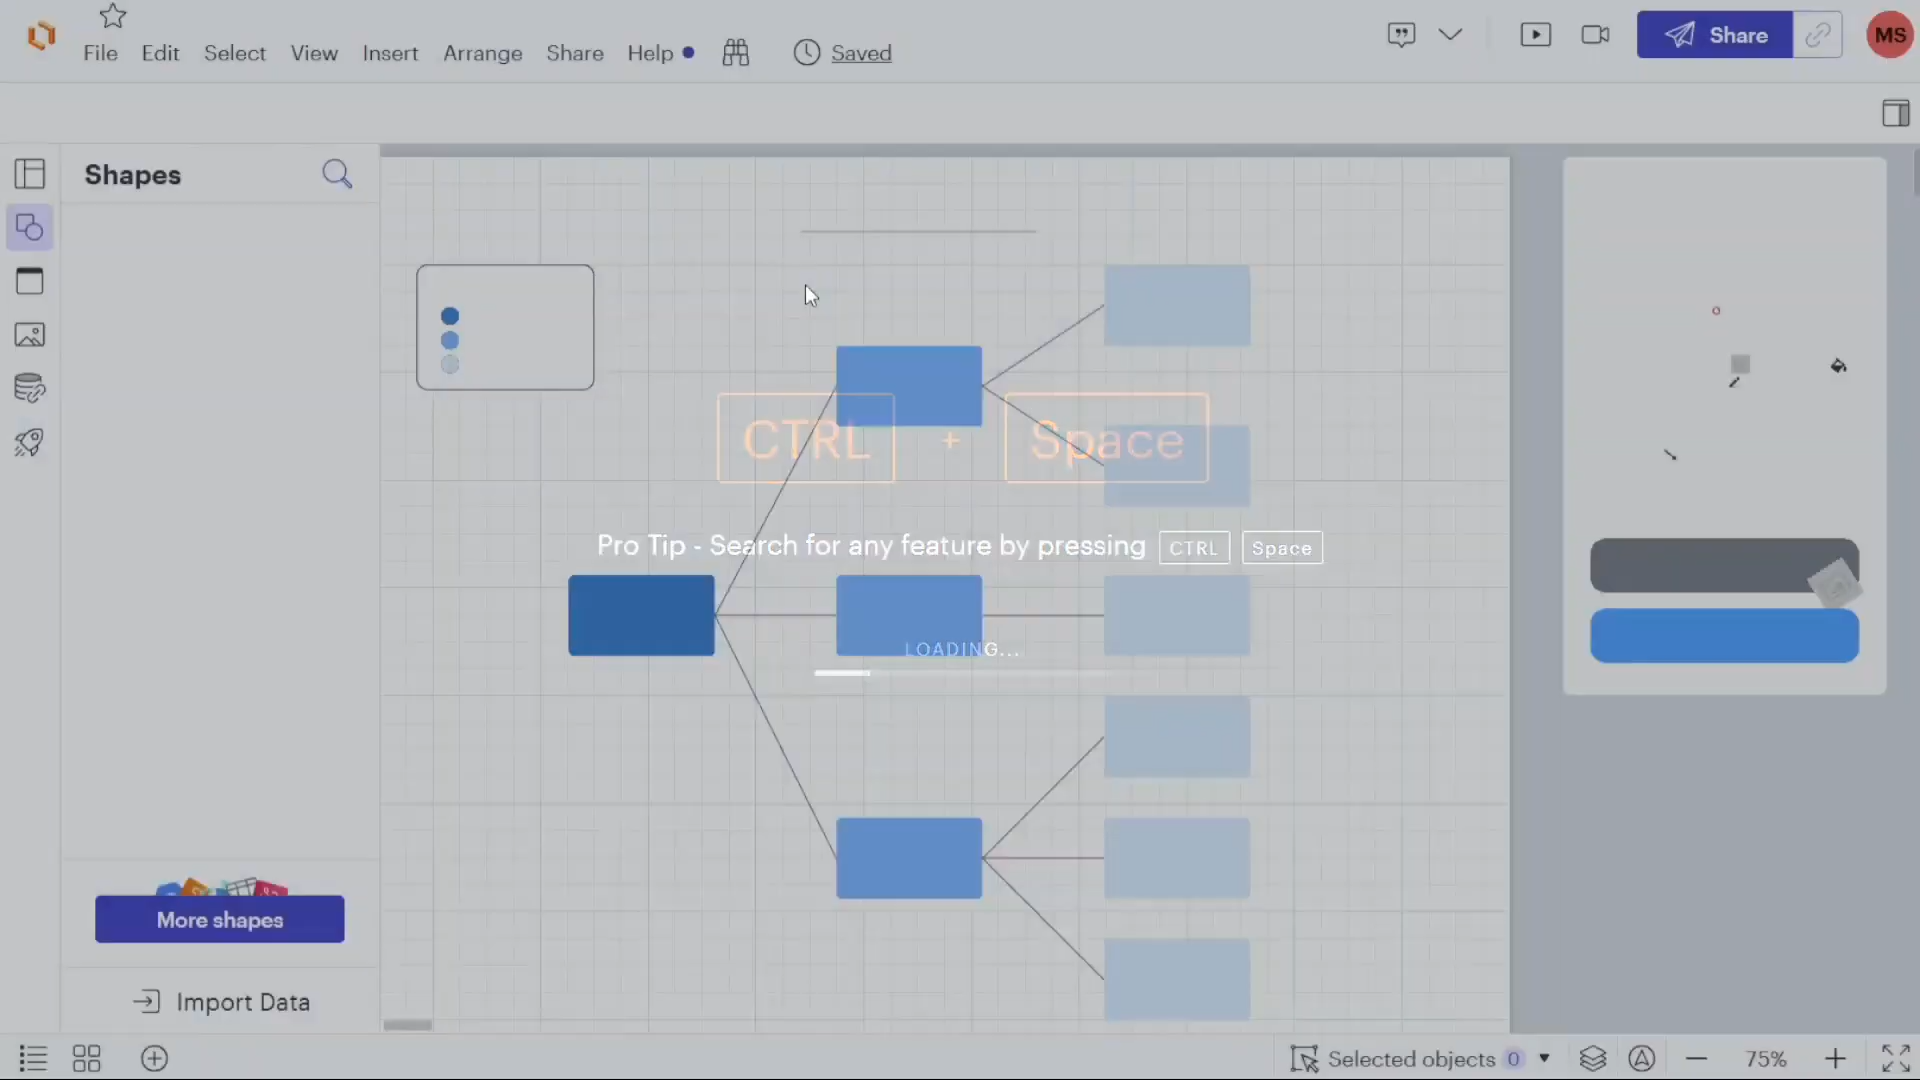 File Edit Select View Insert Arrange Share Help Saved
Share
MS
Shapes
CTRL + Space
Pro Tip - Search for any feature by pressing CTRL Space
LOADING...
More shapes
Import Data
Selected objects 0
75%